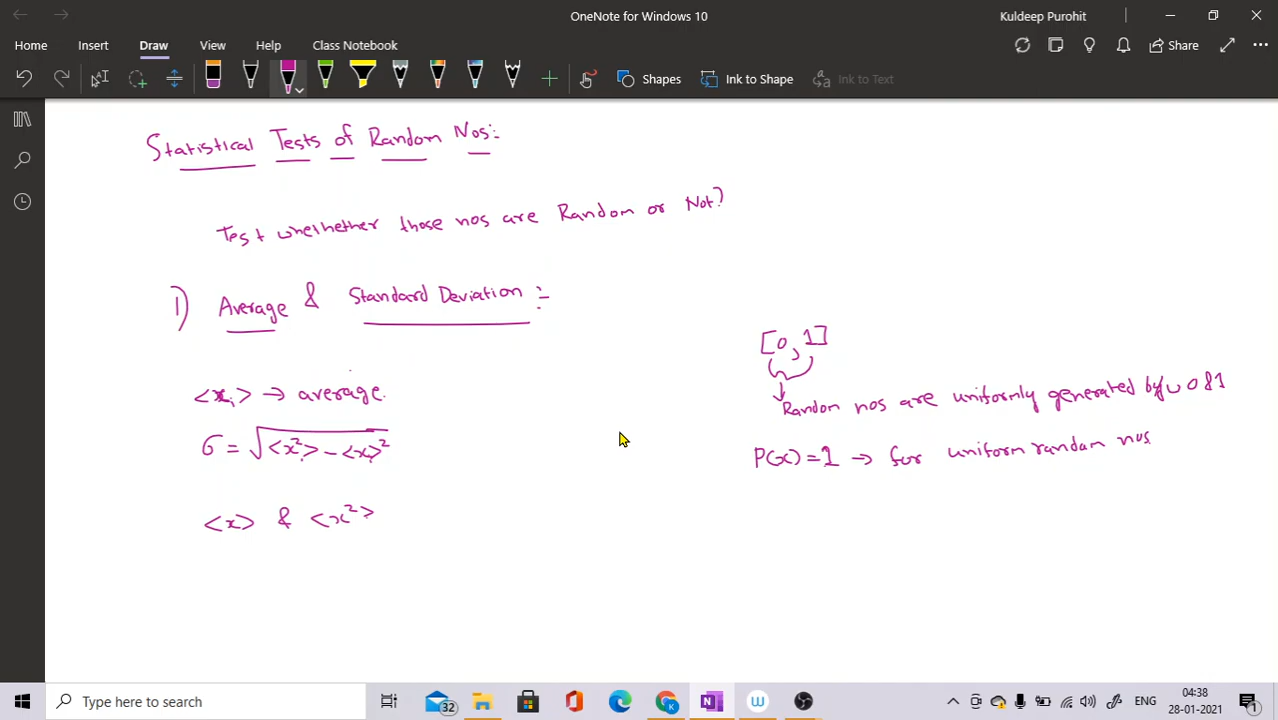 OneNote for Windows 10
Kuldeep Purohit
Home Insert Draw View Help Class Notebook
Share
Shapes
Ink to Shape
Ink to Text
Statistical Tests of Random Nos:
Test whelhether those nos are Random or Not?
1) Average & Standard Deviation :-
[0, 1]
Random nos are uniformly generated b/w 0 & 1
P(x) = 1 → for uniform random nos
<xᵢ> → average.
σ = √<x²> - <x>²
<x> & <x²>
Type here to search
32
ENG
04:38
28-01-2021
1